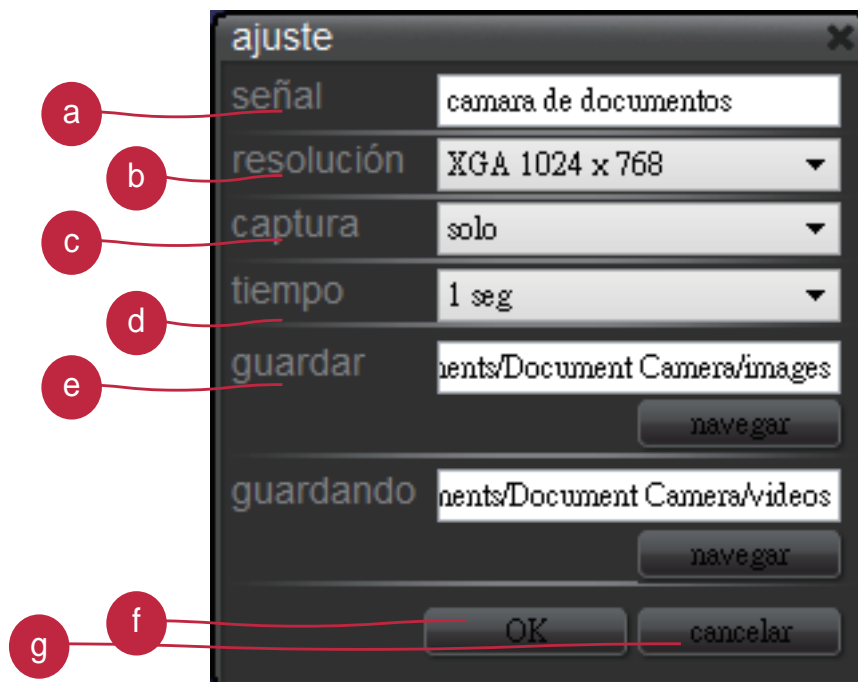 ajuste
a señal camara de documentos
b resolución XGA 1024 x 768
c captura solo
d tiempo 1 seg
e guardar nents/Document Camera/images
navegar
guardando nents/Document Camera/videos
navegar
f OK cancelar
g